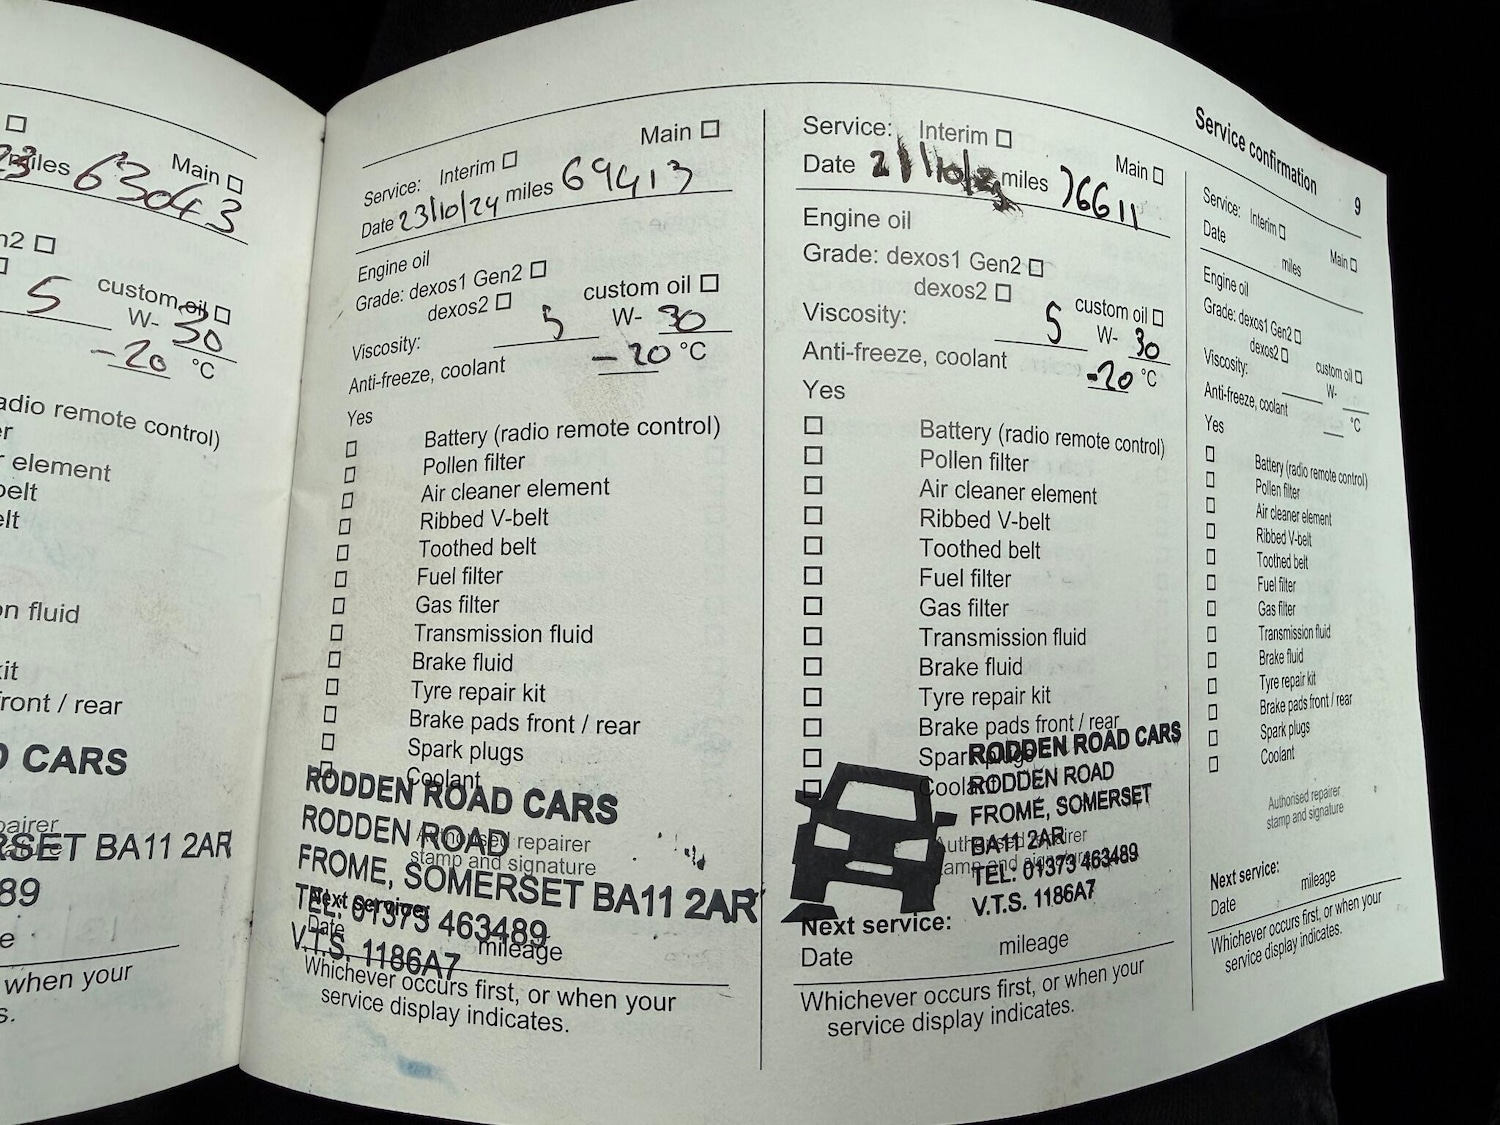 Main
miles 63043
n2
5 custom oil
W- 30
-20 °C
adio remote control)
r
r element
belt
elt
on fluid
kit
front / rear
D CARS
pairer
RSET BA11 2AR
89
e
when your
s.
Service: Interim Main
Date 23/10/24 miles 69413
Engine oil
Grade: dexos1 Gen2
dexos2 custom oil
Viscosity: 5 W- 30
Anti-freeze, coolant -20 °C
Yes
Battery (radio remote control)
Pollen filter
Air cleaner element
Ribbed V-belt
Toothed belt
Fuel filter
Gas filter
Transmission fluid
Brake fluid
Tyre repair kit
Brake pads front / rear
Spark plugs
Coolant
RODDEN ROAD CARS
RODDEN ROAD
Authorised repairer
stamp and signature
FROME, SOMERSET BA11 2AR
Next service:
TEL: 01373 463489
Date mileage
V.T.S. 1186A7
Whichever occurs first, or when your
service display indicates.
Service confirmation
9
Service: Interim Main
Date miles 76611
Engine oil
Grade: dexos1 Gen2
dexos2 custom oil
Viscosity: 5 W- 30
Anti-freeze, coolant -20 °C
Yes
Battery (radio remote control)
Pollen filter
Air cleaner element
Ribbed V-belt
Toothed belt
Fuel filter
Gas filter
Transmission fluid
Brake fluid
Tyre repair kit
Brake pads front / rear
Spark plugs
Coolant
RODDEN ROAD CARS
RODDEN ROAD
FROME, SOMERSET
BA11 2AR
Authorised repairer
stamp and signature
TEL: 01373 463489
V.T.S. 1186A7
Next service:
Date mileage
Whichever occurs first, or when your
service display indicates.
Service: Interim Main
Date miles
Engine oil
Grade: dexos1 Gen2
dexos2 custom oil
Viscosity: W-
Anti-freeze, coolant °C
Yes
Battery (radio remote control)
Pollen filter
Air cleaner element
Ribbed V-belt
Toothed belt
Fuel filter
Gas filter
Transmission fluid
Brake fluid
Tyre repair kit
Brake pads front / rear
Spark plugs
Coolant
Authorised repairer
stamp and signature
Next service:
Date mileage
Whichever occurs first, or when your
service display indicates.